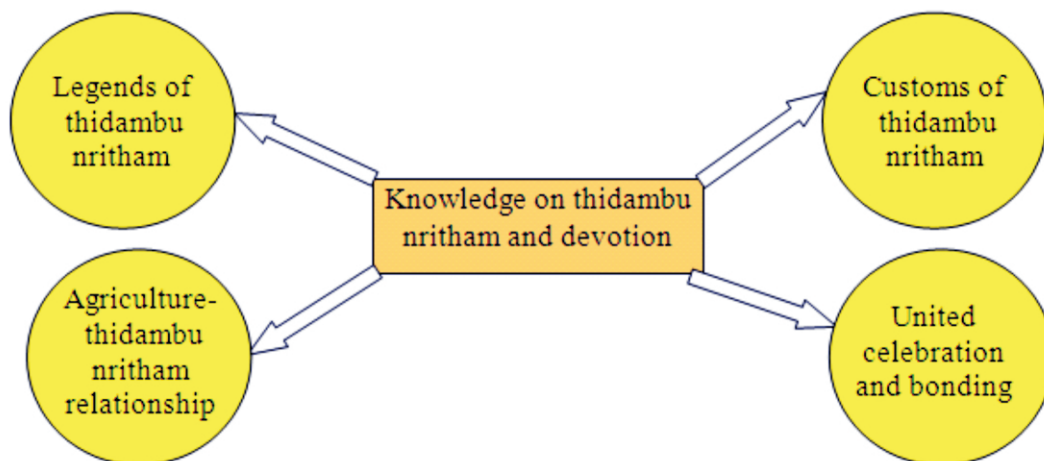 Legends of
thidambu
nritham
Customs of
thidambu
nritham
Knowledge on thidambu
nritham and devotion
Agriculture-
thidambu
nritham
relationship
United
celebration
and bonding